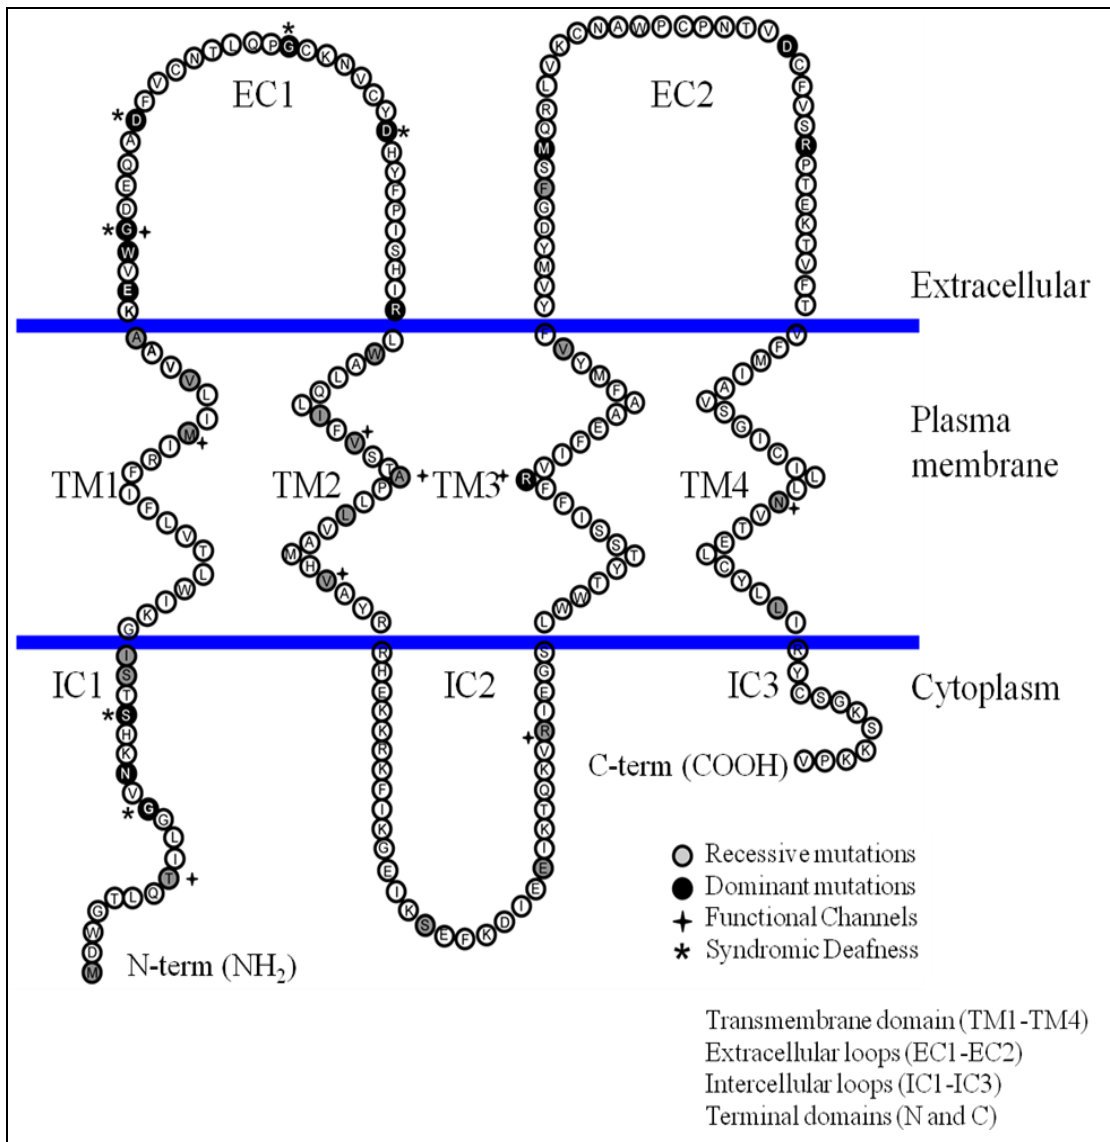 EC1
EC2
K E V W G D E Q A D F V C N T L Q P G C K N V C Y D H Y F P I S H I R
Y V M Y D G F S M Q R L V K C N A W P C P N T V D C F V S R P T E K T V F T
Extracellular
G K I W L T V L F I F R I M I L V V A A
L W A L Q L I F V S T A P L L V A M H V A Y R
L W W T Y T S S I F F R V I F E A A F M Y V F
V F M I A V S G I C I L L N V T E L C Y L L I
Plasma
membrane
TM1
TM2
TM3
TM4
IC1
IC2
IC3
Cytoplasm
M D W G T L Q T I L G G V N K H S T S I
R H E K K R K F I K G E I K S E F K D I E E I K T Q K V R I E G S
R Y C S G K S K K P V
C-term (COOH)
N-term (NH₂)
Recessive mutations
Dominant mutations
Functional Channels
Syndromic Deafness
Transmembrane domain (TM1-TM4)
Extracellular loops (EC1-EC2)
Intercellular loops (IC1-IC3)
Terminal domains (N and C)